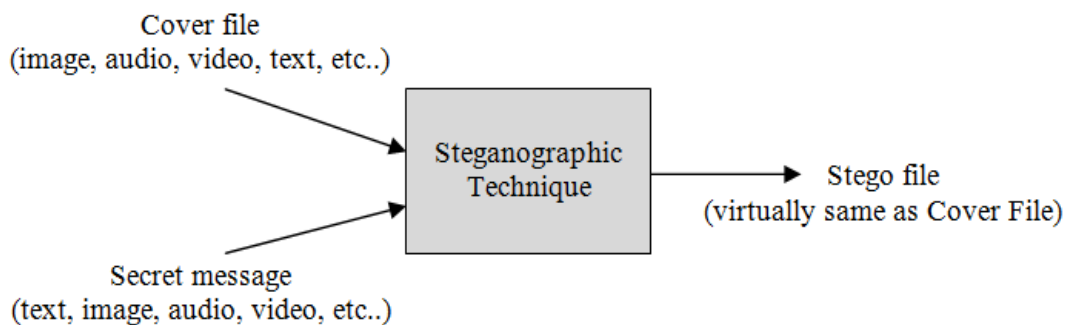 Cover file
(image, audio, video, text, etc..)
Steganographic
Technique
Stego file
(virtually same as Cover File)
Secret message
(text, image, audio, video, etc..)